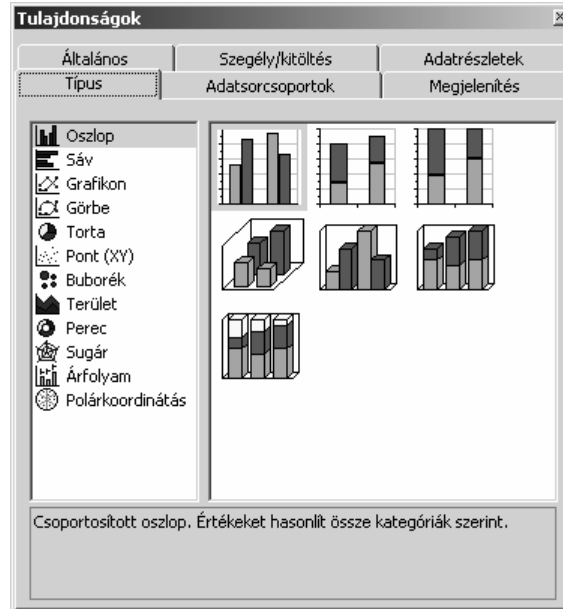 Tulajdonságok
Általános Szegély/kitöltés Adatrészletek
Típus Adatsorcsoportok Megjelenítés
Oszlop
Sáv
Grafikon
Görbe
Torta
Pont (XY)
Buborék
Terület
Perec
Sugár
Árfolyam
Polárkoordinátás
Csoportosított oszlop. Értékeket hasonlít össze kategóriák szerint.